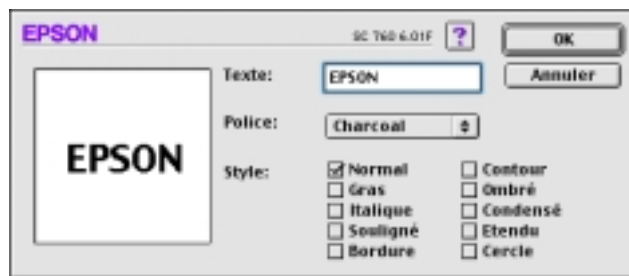 EPSON SC 760 6.01F ? OK
Texte: EPSON Annuler
Police: Charcoal
EPSON
Style: Normal Contour
Gras Ombré
Italique Condensé
Souligné Etendu
Bordure Cercle